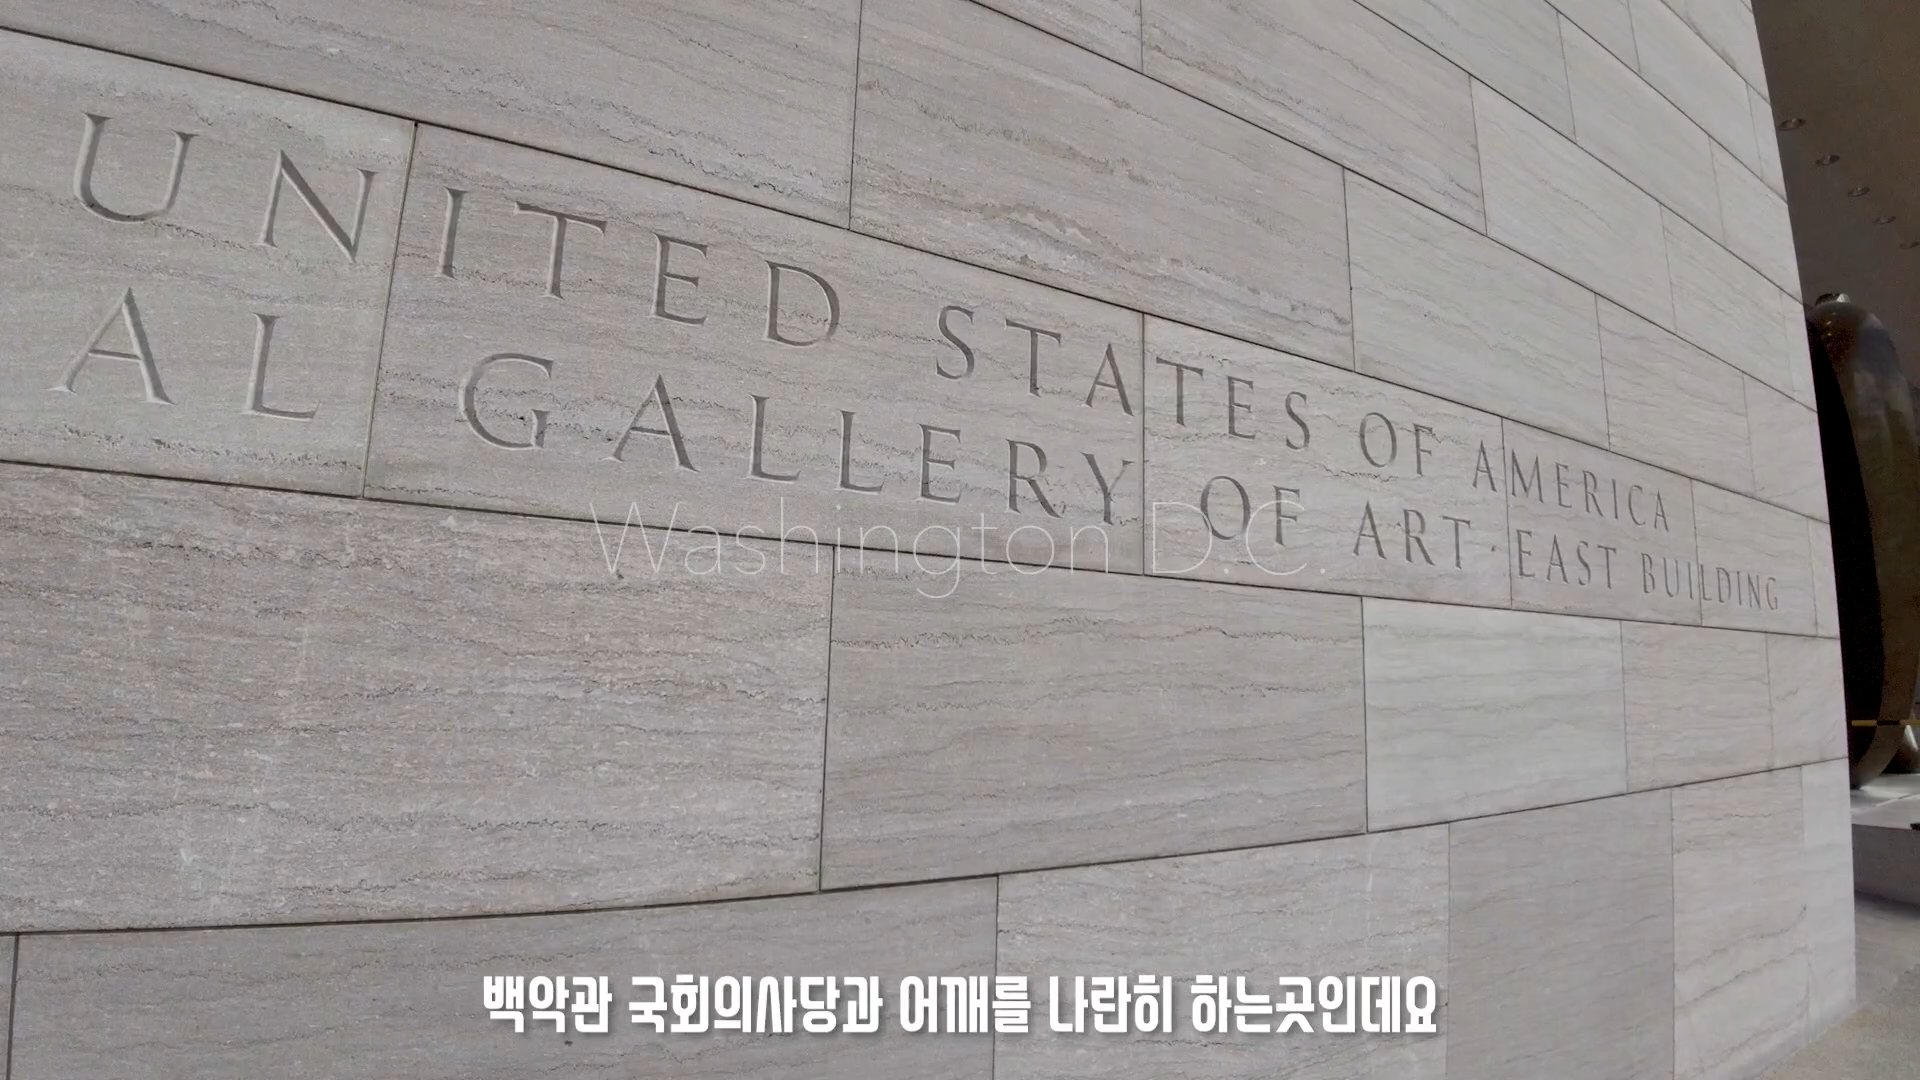 UNITED STATES OF AMERICA
AL GALLERY OF ART · EAST BUILDING
Washington D.C.
백악관 국회의사당과 어깨를 나란히 하는곳인데요